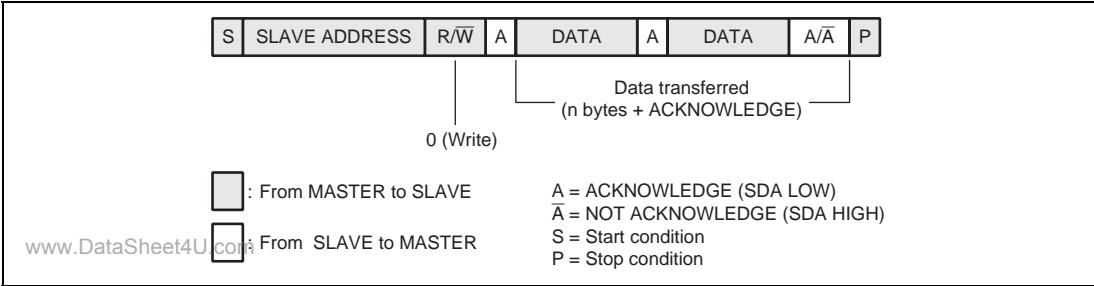 S SLAVE ADDRESS R/W̅ A DATA A DATA A/A̅ P
Data transferred
(n bytes + ACKNOWLEDGE)
0 (Write)
: From MASTER to SLAVE
: From SLAVE to MASTER
A = ACKNOWLEDGE (SDA LOW)
A̅ = NOT ACKNOWLEDGE (SDA HIGH)
S = Start condition
P = Stop condition
www.DataSheet4U.com